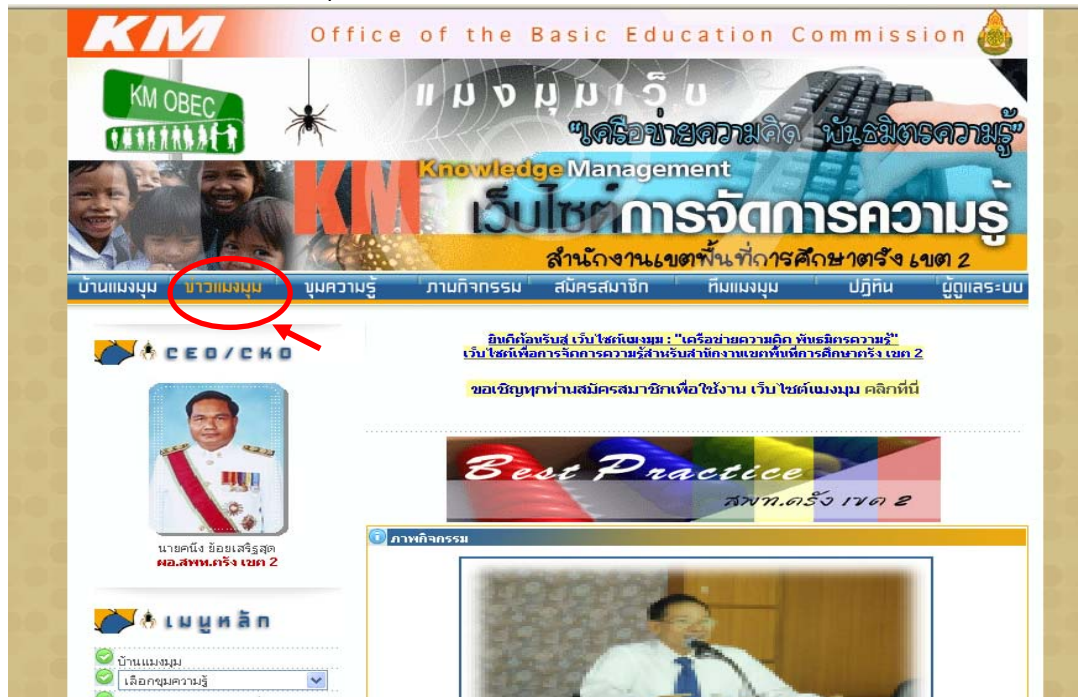 KM Office of the Basic Education Commission
KM OBEC
แมงมุมเว็บ
"เครือข่ายความคิด พันธมิตรความรู้"
Knowledge Management
KM เว็บไซต์การจัดการความรู้
สำนักงานเขตพื้นที่การศึกษาตรัง เขต 2
บ้านแมงมุม ข่าวแมงมุม ขุมความรู้ ภาพกิจกรรม สมัครสมาชิก ทีมแมงมุม ปฏิทิน ผู้ดูแลระบบ
CEO/CKO
ยินดีต้อนรับสู่ เว็บไซต์แมงมุม : "เครือข่ายความคิด พันธมิตรความรู้"
เว็บไซต์เพื่อการจัดการความรู้สำหรับสำนักงานเขตพื้นที่การศึกษาตรัง เขต 2
ขอเชิญทุกท่านสมัครสมาชิกเพื่อใช้งาน เว็บไซต์แมงมุม คลิกที่นี่
Best Practice
สพท.ตรัง เขต 2
นายคนึง ย้อยเสริฐสุด
ผอ.สพท.ตรัง เขต 2
ภาพกิจกรรม
เมนูหลัก
บ้านแมงมุม
เลือกขุมความรู้